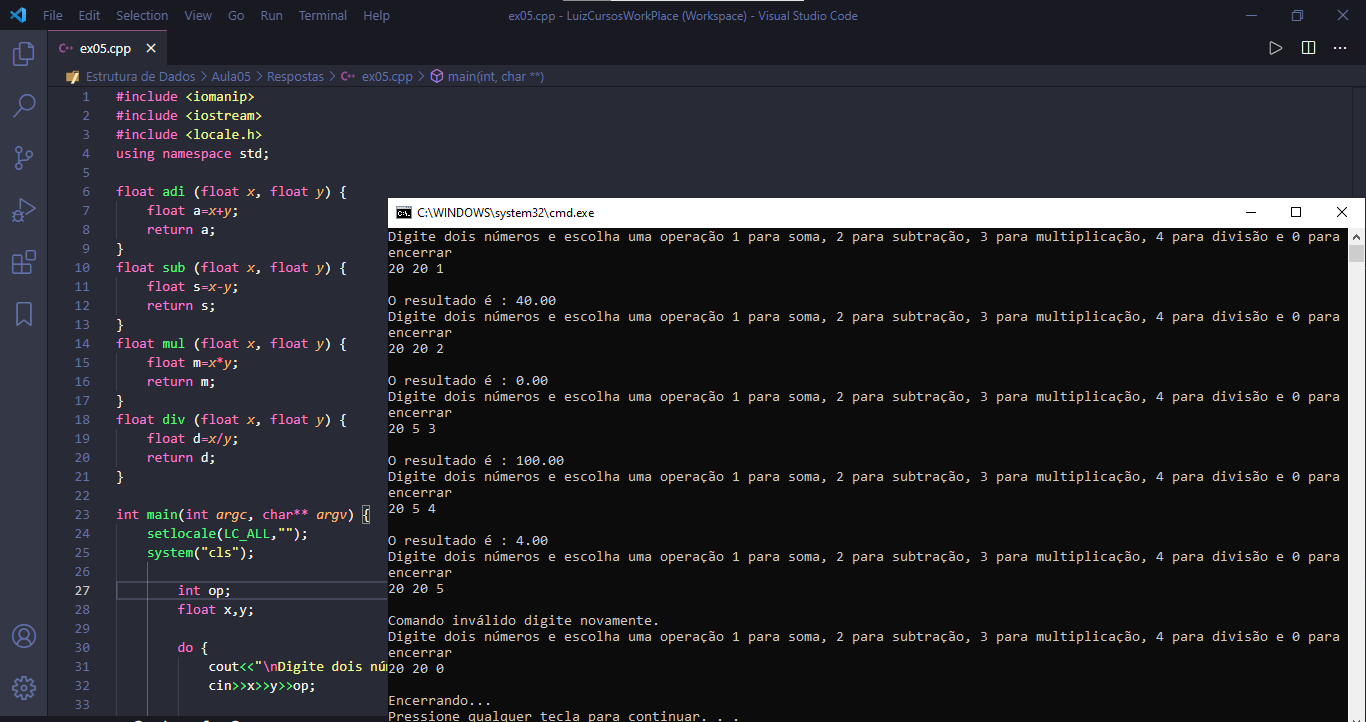 File Edit Selection View Go Run Terminal Help ex05.cpp - LuizCursosWorkPlace (Workspace) - Visual Studio Code
C++ ex05.cpp
Estrutura de Dados > Aula05 > Respostas > C++ ex05.cpp > main(int, char **)
1 #include <iomanip>
2 #include <iostream>
3 #include <locale.h>
4 using namespace std;
5
6 float adi (float x, float y) {
7 float a=x+y;
8 return a;
9 }
10 float sub (float x, float y) {
11 float s=x-y;
12 return s;
13 }
14 float mul (float x, float y) {
15 float m=x*y;
16 return m;
17 }
18 float div (float x, float y) {
19 float d=x/y;
20 return d;
21 }
22
23 int main(int argc, char** argv) {
24 setlocale(LC_ALL,"");
25 system("cls");
26
27 int op;
28 float x,y;
29
30 do {
31 cout<<"\nDigite dois nú
32 cin>>x>>y>>op;
33
C:\WINDOWS\system32\cmd.exe
Digite dois números e escolha uma operação 1 para soma, 2 para subtração, 3 para multiplicação, 4 para divisão e 0 para
encerrar
20 20 1
O resultado é : 40.00
Digite dois números e escolha uma operação 1 para soma, 2 para subtração, 3 para multiplicação, 4 para divisão e 0 para
encerrar
20 20 2
O resultado é : 0.00
Digite dois números e escolha uma operação 1 para soma, 2 para subtração, 3 para multiplicação, 4 para divisão e 0 para
encerrar
20 5 3
O resultado é : 100.00
Digite dois números e escolha uma operação 1 para soma, 2 para subtração, 3 para multiplicação, 4 para divisão e 0 para
encerrar
20 5 4
O resultado é : 4.00
Digite dois números e escolha uma operação 1 para soma, 2 para subtração, 3 para multiplicação, 4 para divisão e 0 para
encerrar
20 20 5
Comando inválido digite novamente.
Digite dois números e escolha uma operação 1 para soma, 2 para subtração, 3 para multiplicação, 4 para divisão e 0 para
encerrar
20 20 0
Encerrando...
Pressione qualquer tecla para continuar. . .